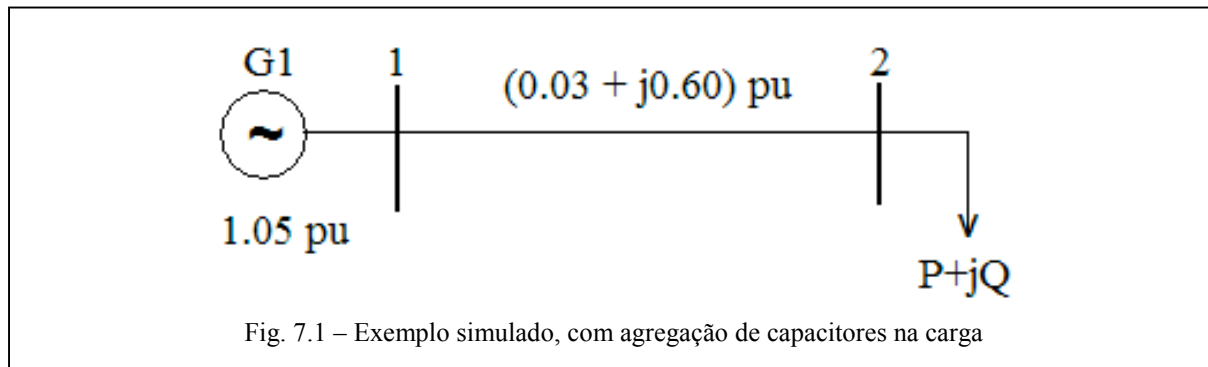 G1
1
(0.03 + j0.60) pu
2
~
1.05 pu
P+jQ
Fig. 7.1 – Exemplo simulado, com agregação de capacitores na carga